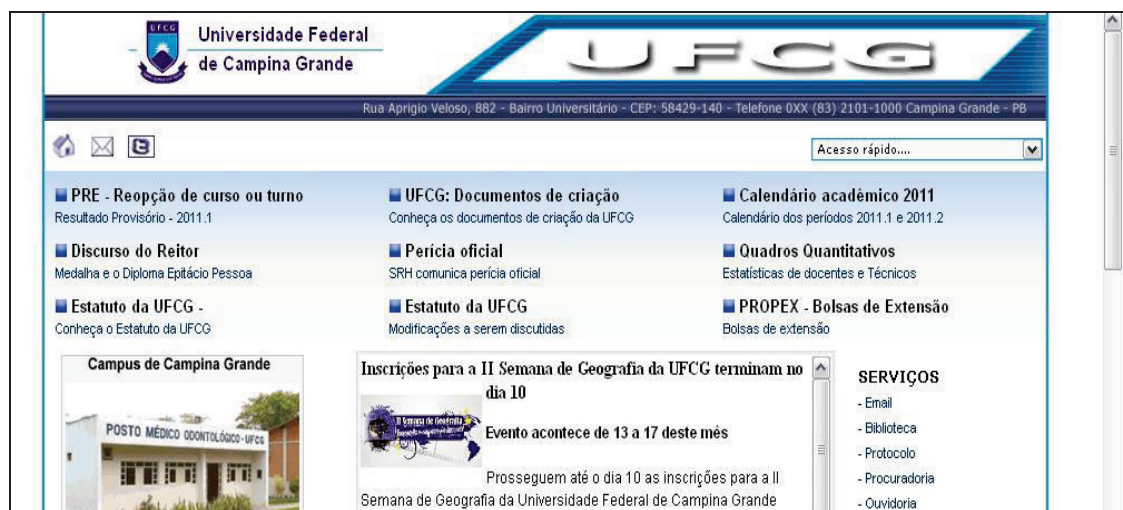 UFCG
Universidade Federal
de Campina Grande
UFCG
Rua Aprigio Veloso, 882 - Bairro Universitário - CEP: 58429-140 - Telefone 0XX (83) 2101-1000 Campina Grande - PB
Acesso rápido....
PRE - Reopção de curso ou turno
Resultado Provisório - 2011.1
UFCG: Documentos de criação
Conheça os documentos de criação da UFCG
Calendário acadêmico 2011
Calendário dos períodos 2011.1 e 2011.2
Discurso do Reitor
Medalha e o Diploma Epitácio Pessoa
Perícia oficial
SRH comunica perícia oficial
Quadros Quantitativos
Estatísticas de docentes e Técnicos
Estatuto da UFCG -
Conheça o Estatuto da UFCG
Estatuto da UFCG
Modificações a serem discutidas
PROPEX - Bolsas de Extensão
Bolsas de extensão
Campus de Campina Grande
POSTO MÉDICO ODONTOLÓGICO-UFCG
Inscrições para a II Semana de Geografia da UFCG terminam no
dia 10
II Semana de Geografia
Evento acontece de 13 a 17 deste mês
Prosseguem até o dia 10 as inscrições para a II
Semana de Geografia da Universidade Federal de Campina Grande
SERVIÇOS
- Email
- Biblioteca
- Protocolo
- Procuradoria
- Ouvidoria